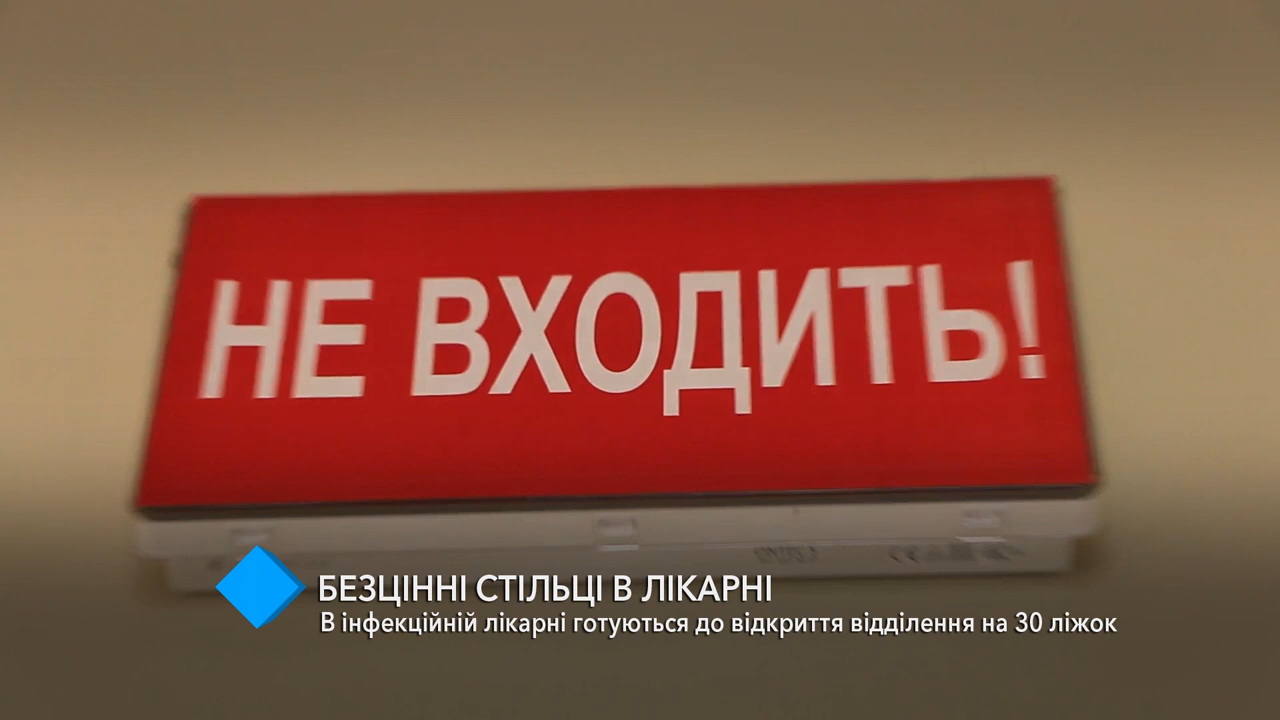 НЕ ВХОДИТЬ!
БЕЗЦІННІ СТІЛЬЦІ В ЛІКАРНІ
В інфекційній лікарні готуються до відкриття відділення на 30 ліжок